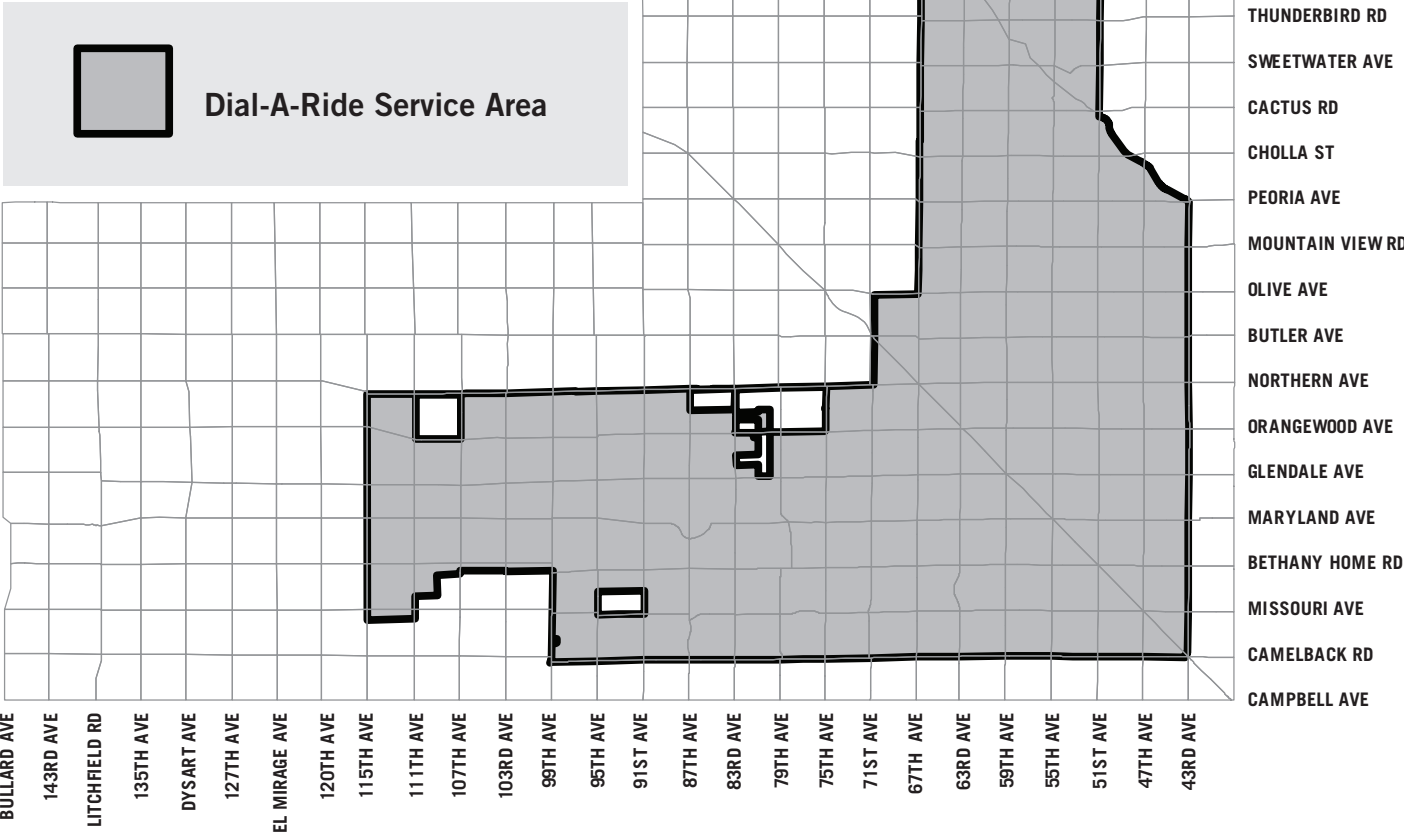 Dial-A-Ride Service Area
THUNDERBIRD RD
SWEETWATER AVE
CACTUS RD
CHOLLA ST
PEORIA AVE
MOUNTAIN VIEW RD
OLIVE AVE
BUTLER AVE
NORTHERN AVE
ORANGEWOOD AVE
GLENDALE AVE
MARYLAND AVE
BETHANY HOME RD
MISSOURI AVE
CAMELBACK RD
CAMPBELL AVE
BULLARD AVE
143RD AVE
LITCHFIELD RD
135TH AVE
DYSART AVE
127TH AVE
EL MIRAGE AVE
120TH AVE
115TH AVE
111TH AVE
107TH AVE
103RD AVE
99TH AVE
95TH AVE
91ST AVE
87TH AVE
83RD AVE
79TH AVE
75TH AVE
71ST AVE
67TH AVE
63RD AVE
59TH AVE
55TH AVE
51ST AVE
47TH AVE
43RD AVE